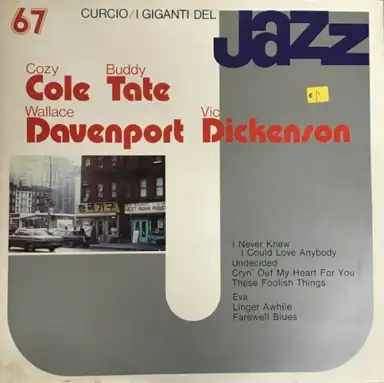 67
CURCIO/I GIGANTI DEL
Jazz
Cozy Buddy
Cole Tate
Wallace Vic
Davenport Dickenson
I Never Knew
I Could Love Anybody
Undecided
Cryn' Out My Heart For You
These Foolish Things
Eva
Linger Awhile
Farewell Blues